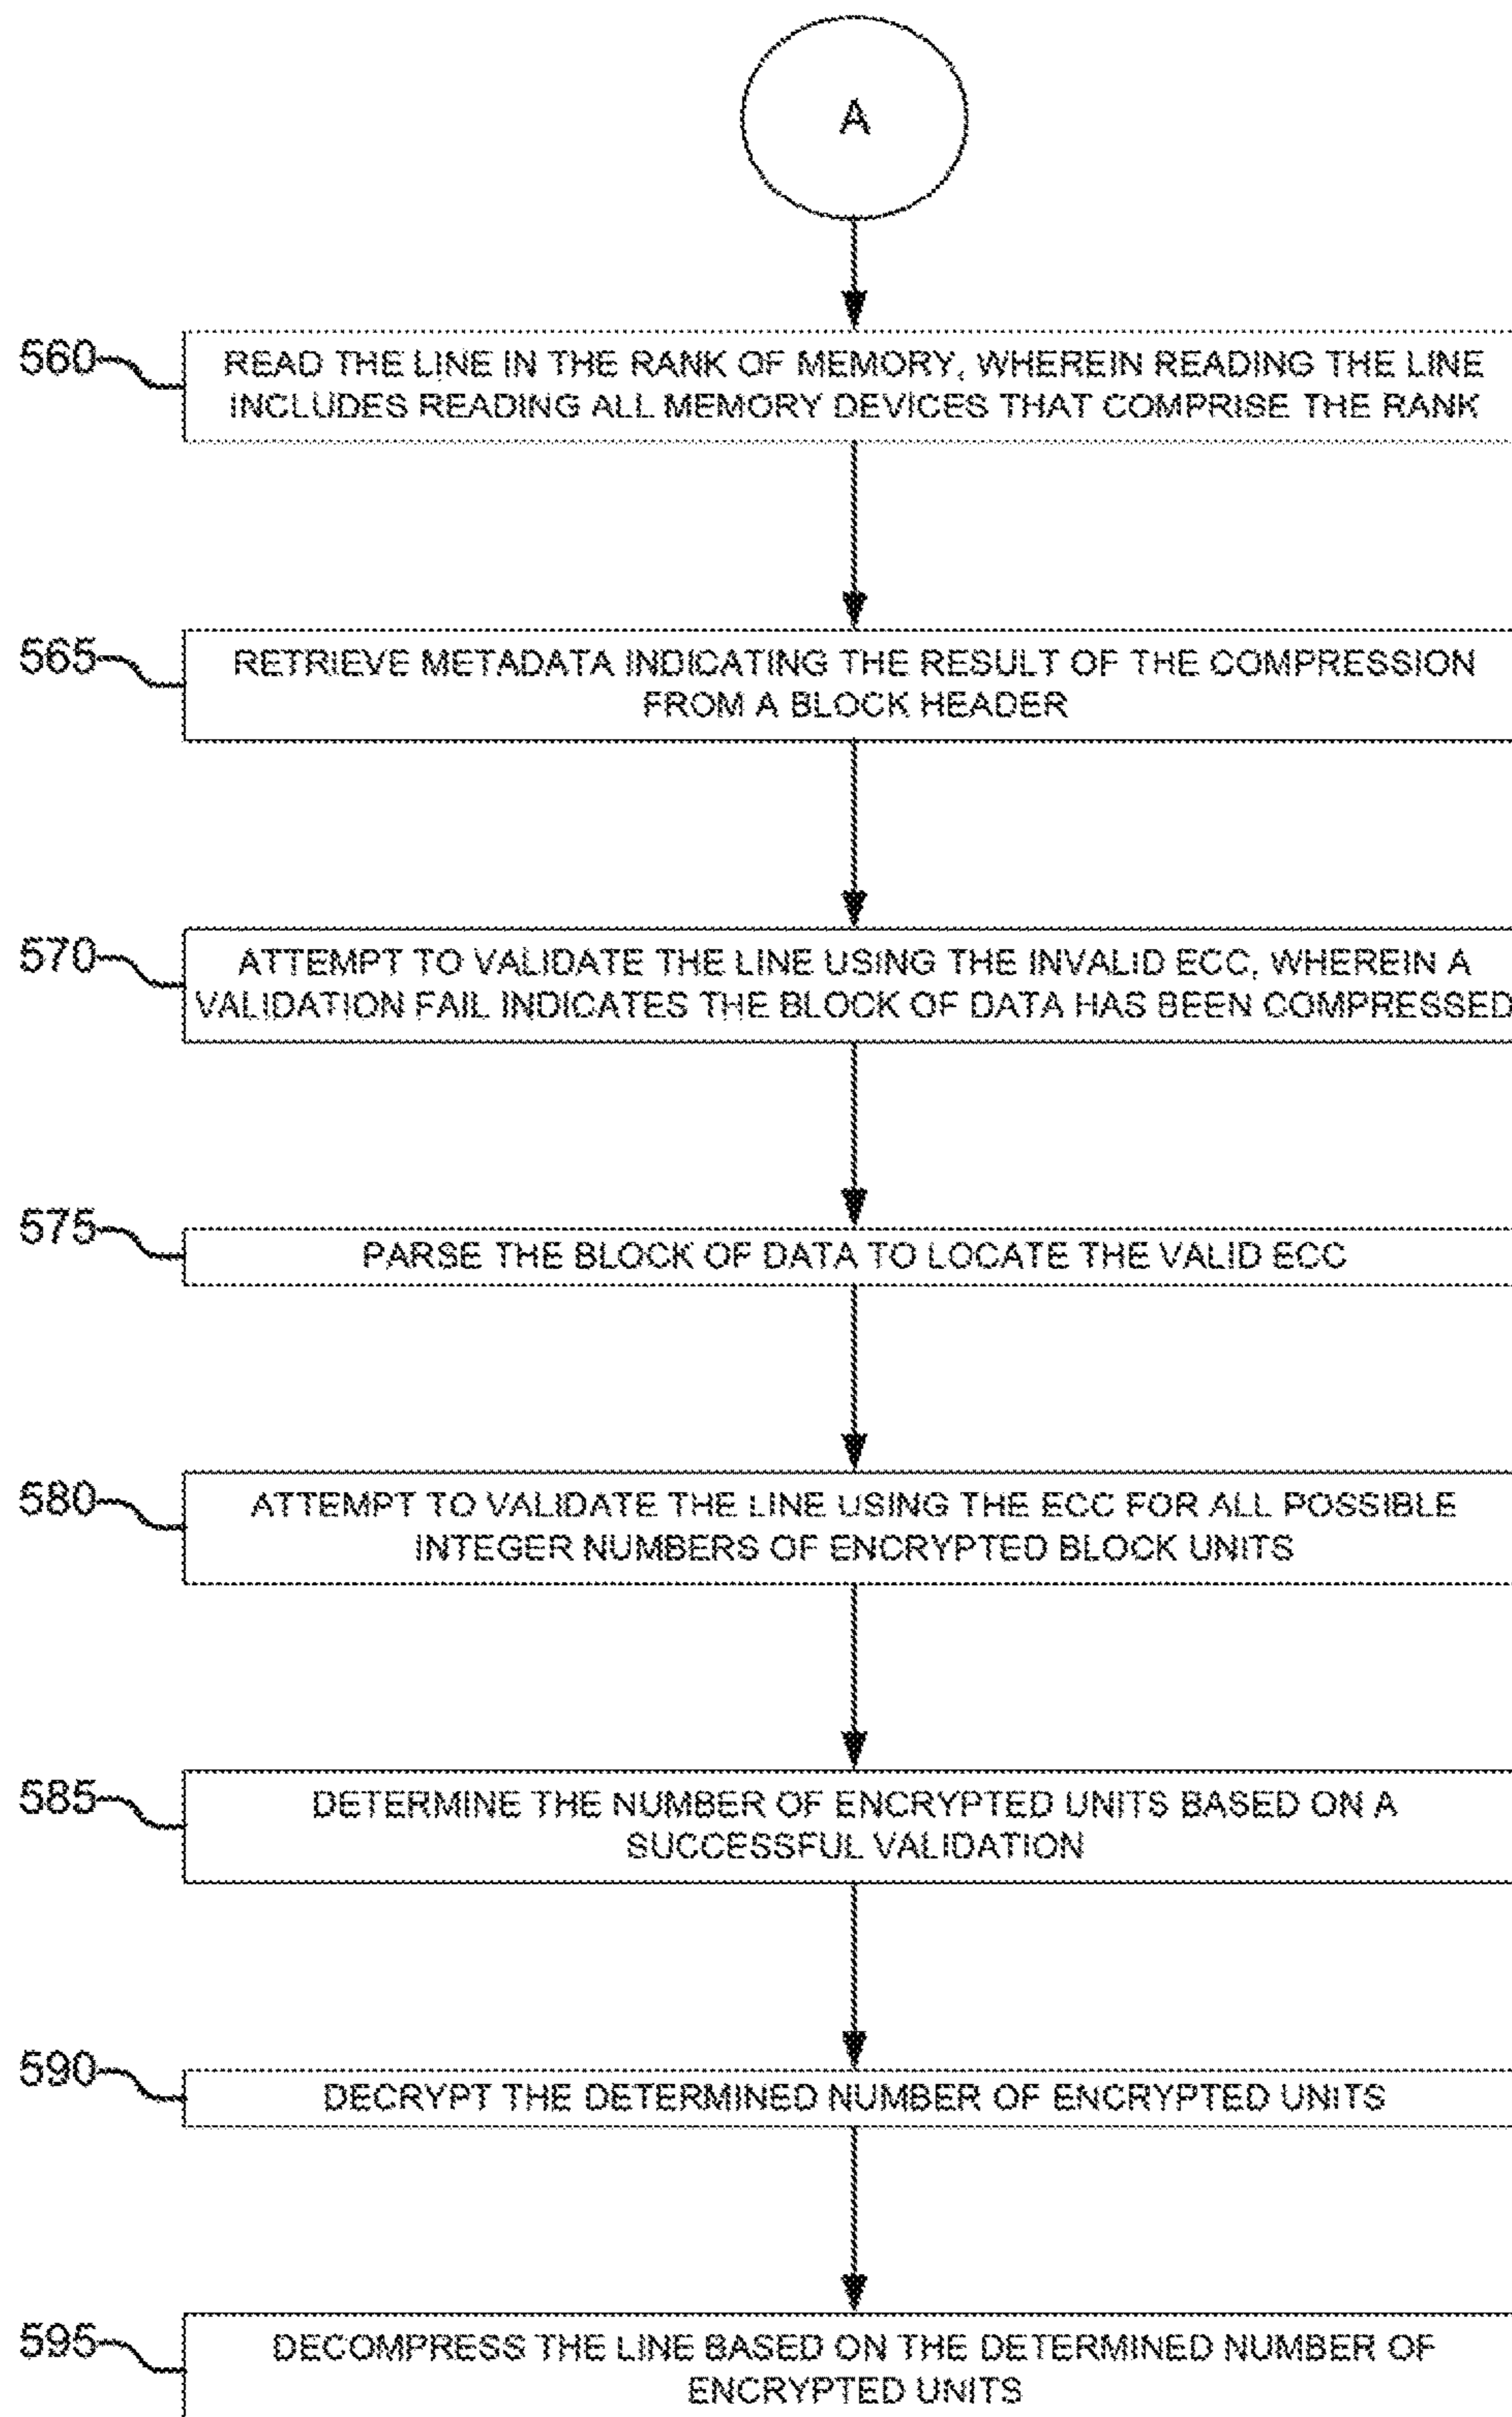 A
560
READ THE LINE IN THE RANK OF MEMORY, WHEREIN READING THE LINE
INCLUDES READING ALL MEMORY DEVICES THAT COMPRISE THE RANK
565
RETRIEVE METADATA INDICATING THE RESULT OF THE COMPRESSION
FROM A BLOCK HEADER
570
ATTEMPT TO VALIDATE THE LINE USING THE INVALID ECC, WHEREIN A
VALIDATION FAIL INDICATES THE BLOCK OF DATA HAS BEEN COMPRESSED
575
PARSE THE BLOCK OF DATA TO LOCATE THE VALID ECC
580
ATTEMPT TO VALIDATE THE LINE USING THE ECC FOR ALL POSSIBLE
INTEGER NUMBERS OF ENCRYPTED BLOCK UNITS
585
DETERMINE THE NUMBER OF ENCRYPTED UNITS BASED ON A
SUCCESSFUL VALIDATION
590
DECRYPT THE DETERMINED NUMBER OF ENCRYPTED UNITS
595
DECOMPRESS THE LINE BASED ON THE DETERMINED NUMBER OF
ENCRYPTED UNITS